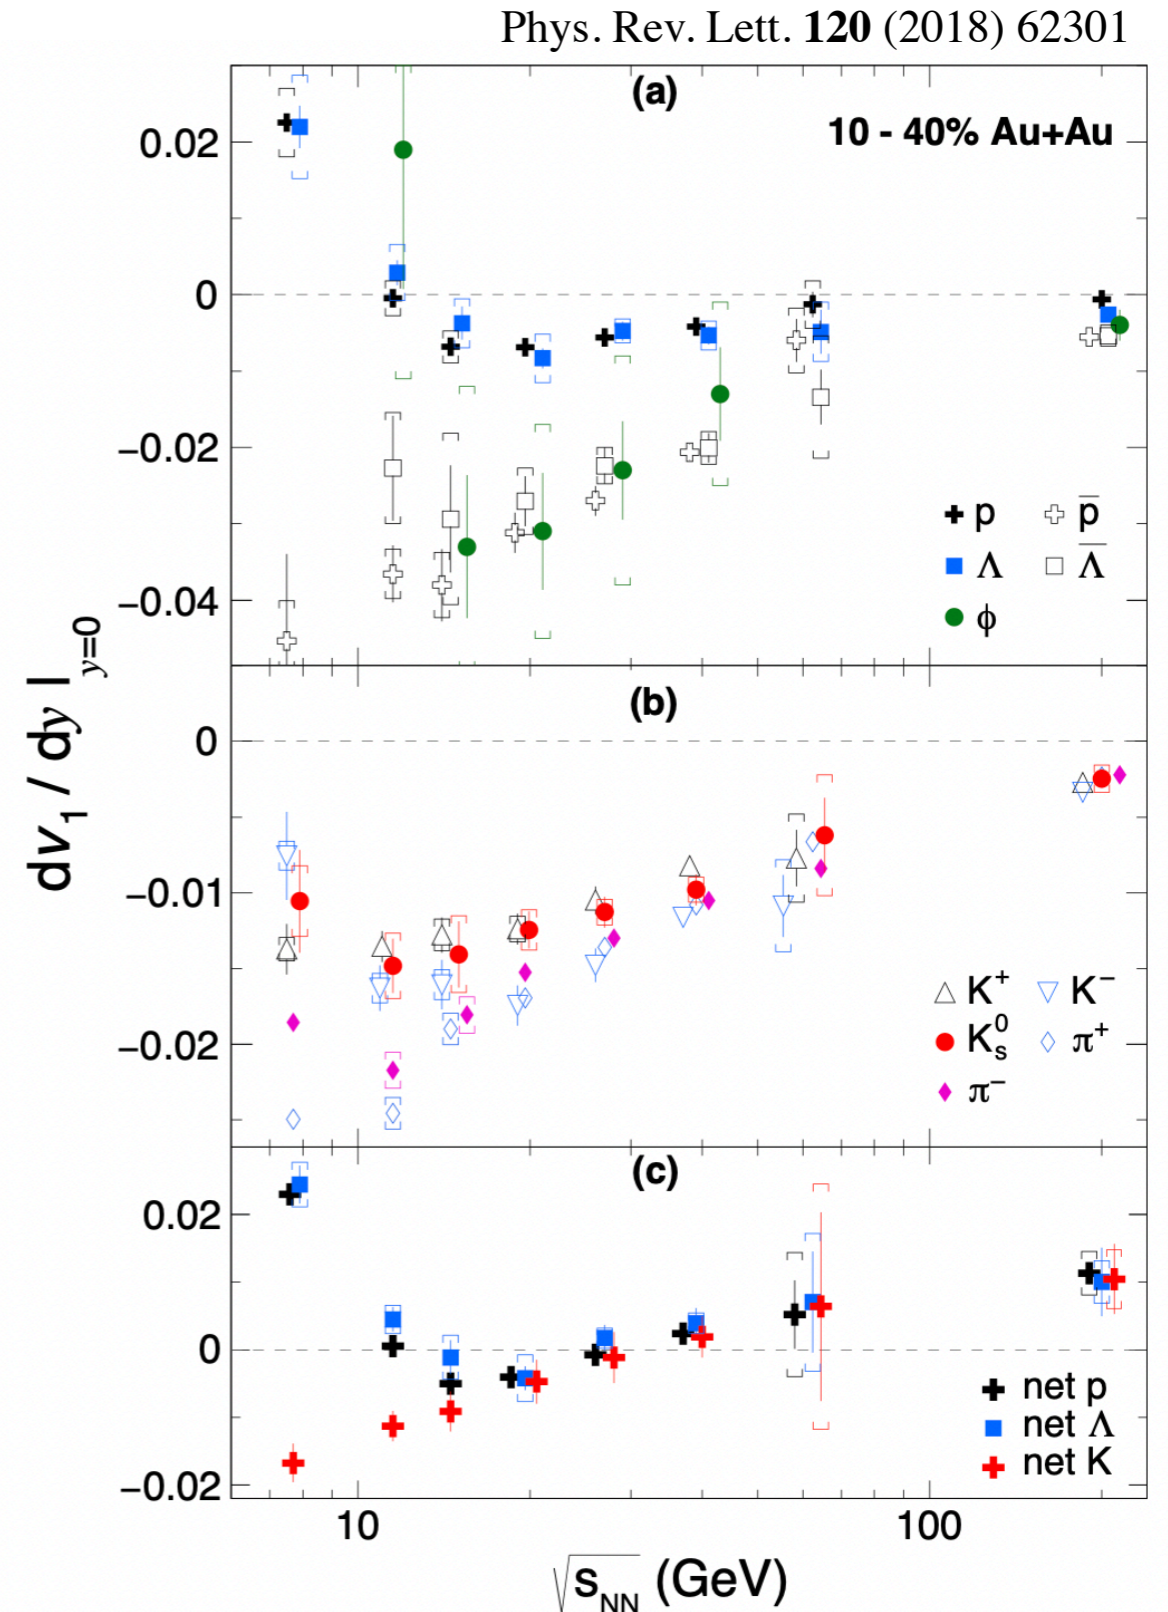 Phys. Rev. Lett. 120 (2018) 62301
(a)
10 - 40% Au+Au
0.02
0
−0.02
−0.04
p p̅
Λ Λ̅
ϕ
dv₁ / dy |y=0
(b)
0
−0.01
−0.02
K⁺ K⁻
K⁰s π⁺
π⁻
(c)
0.02
0
−0.02
net p
net Λ
net K
10 100
√sNN (GeV)